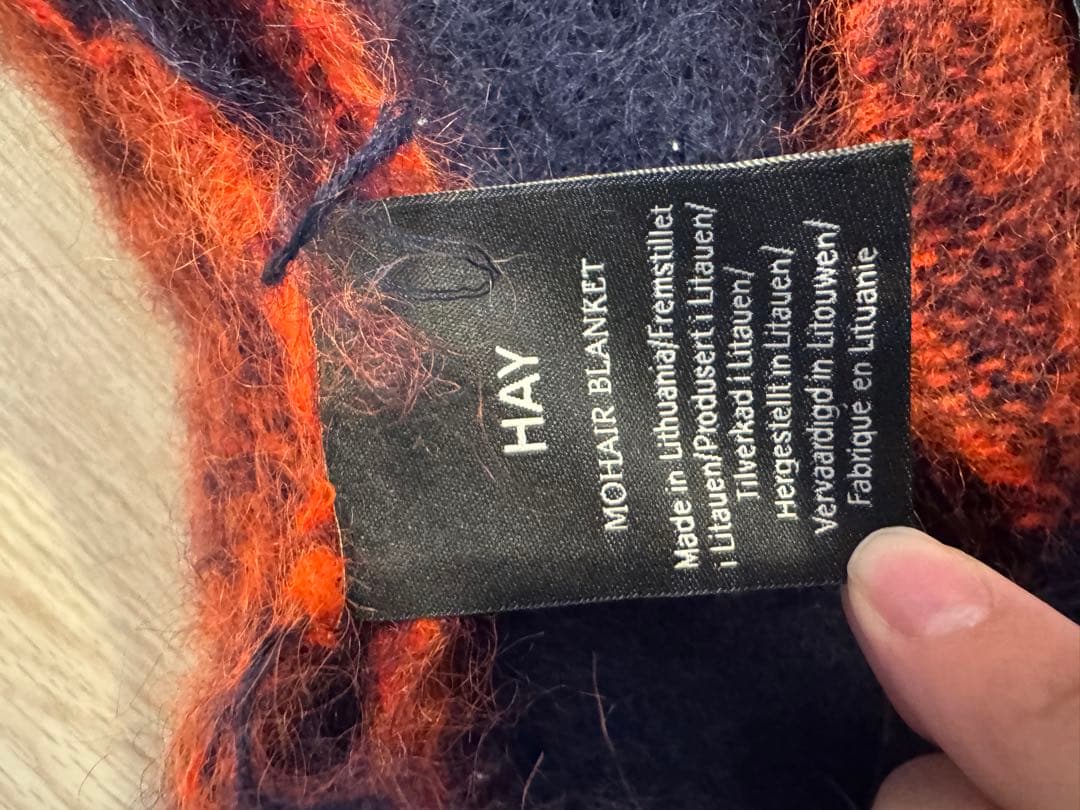 HAY
MOHAIR BLANKET
Made in Lithuania/Fremstillet
i Litauen/Produsert i Litauen/
Tilverkad i Litauen/
Hergestellt in Litauen/
Vervaardigd in Litouwen/
Fabriqué en Lituanie